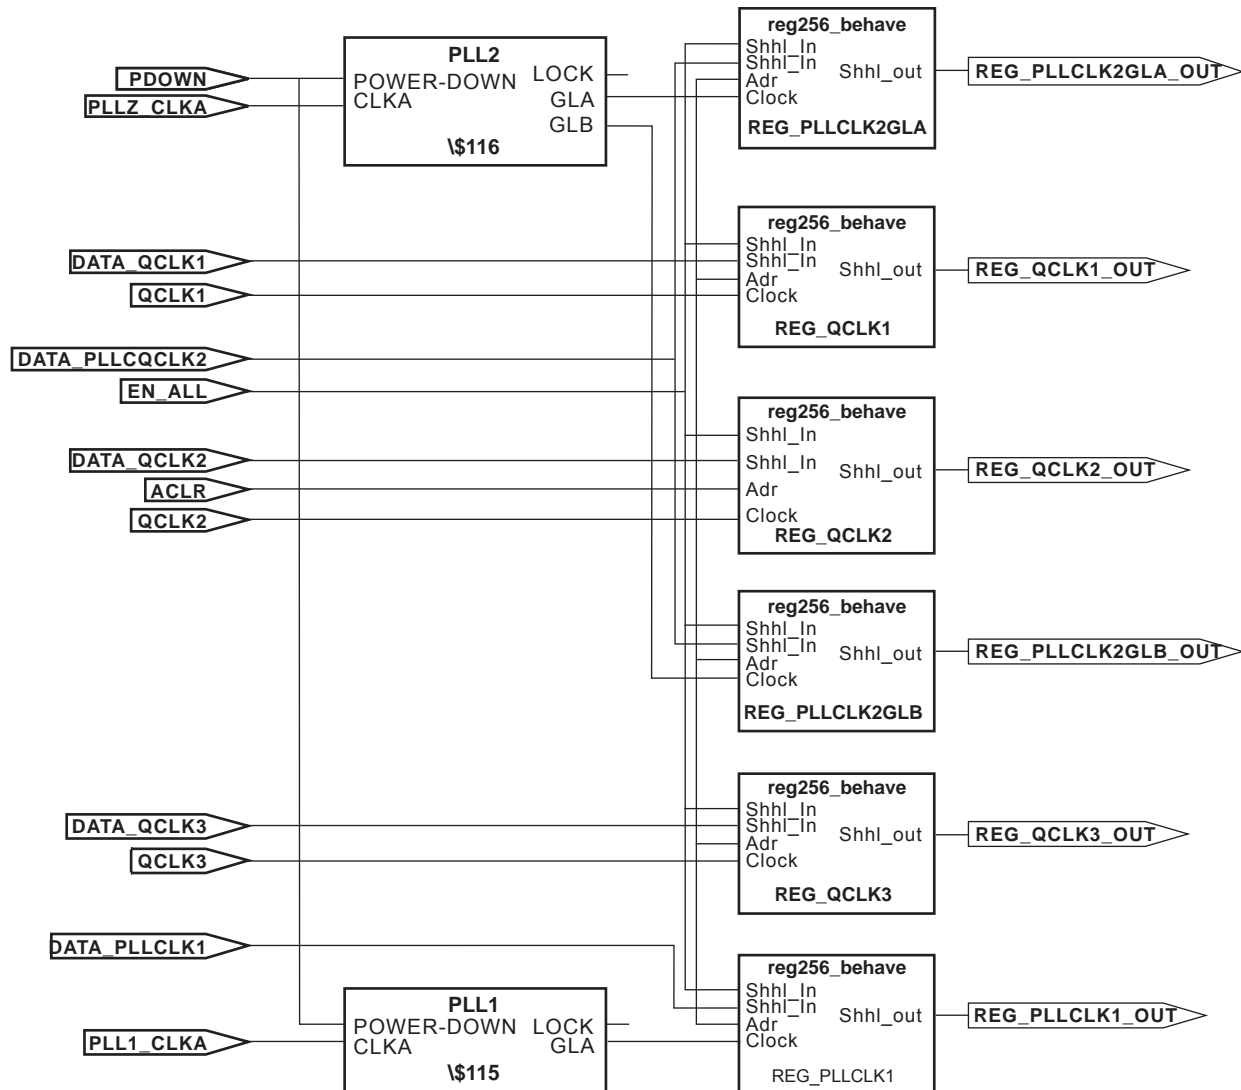 PDOWN
PLLZ_CLKA
PLL2
POWER-DOWN
CLKA
LOCK
GLA
GLB
\$116
reg256_behave
Shhl_In
Shhl_In
Adr
Clock
Shhl_out
REG_PLLCLK2GLA
REG_PLLCLK2GLA_OUT
DATA_QCLK1
QCLK1
reg256_behave
Shhl_In
Shhl_In
Adr
Clock
Shhl_out
REG_QCLK1
REG_QCLK1_OUT
DATA_PLLCQCLK2
EN_ALL
DATA_QCLK2
ACLR
QCLK2
reg256_behave
Shhl_In
Shhl_In
Adr
Clock
Shhl_out
REG_QCLK2
REG_QCLK2_OUT
reg256_behave
Shhl_In
Shhl_In
Adr
Clock
Shhl_out
REG_PLLCLK2GLB
REG_PLLCLK2GLB_OUT
DATA_QCLK3
QCLK3
reg256_behave
Shhl_In
Shhl_In
Adr
Clock
Shhl_out
REG_QCLK3
REG_QCLK3_OUT
DATA_PLLCLK1
PLL1_CLKA
PLL1
POWER-DOWN
CLKA
LOCK
GLA
\$115
reg256_behave
Shhl_In
Shhl_In
Adr
Clock
Shhl_out
REG_PLLCLK1
REG_PLLCLK1_OUT